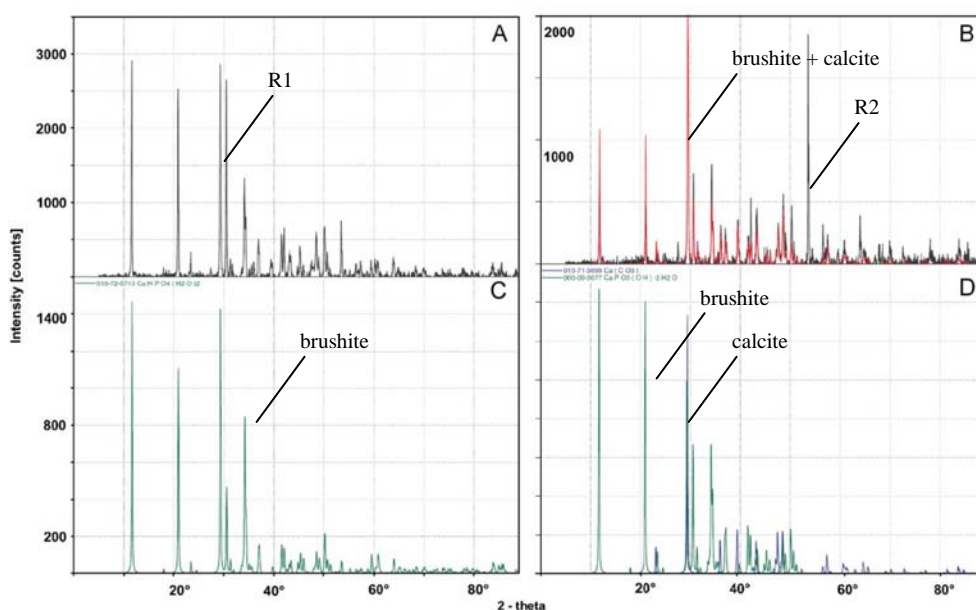 A
3000
2000
1000
R1
B
2000
1000
brushite + calcite
R2
Intensity [counts]
C
1400
800
200
brushite
D
brushite
calcite
20° 40° 60° 80°
20° 40° 60° 80°
2 - theta